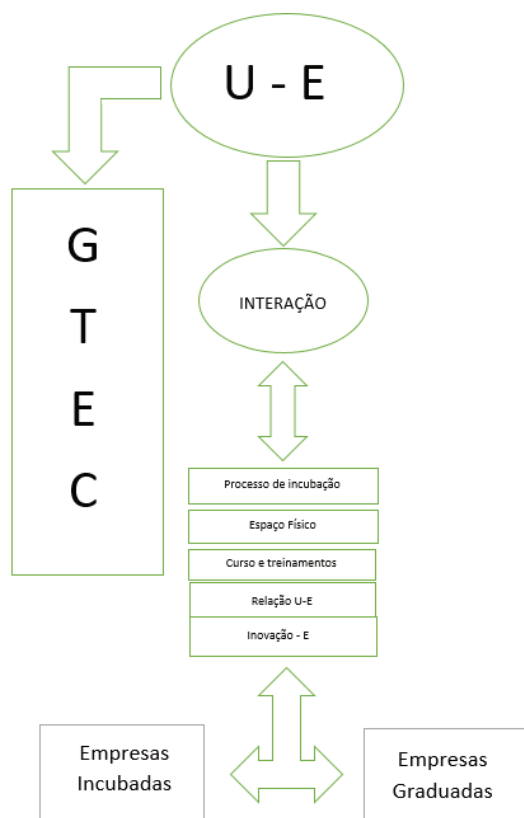 U - E
G
T
E
C
INTERAÇÃO
Processo de incubação
Espaço Físico
Curso e treinamentos
Relação U-E
Inovação - E
Empresas
Incubadas
Empresas
Graduadas